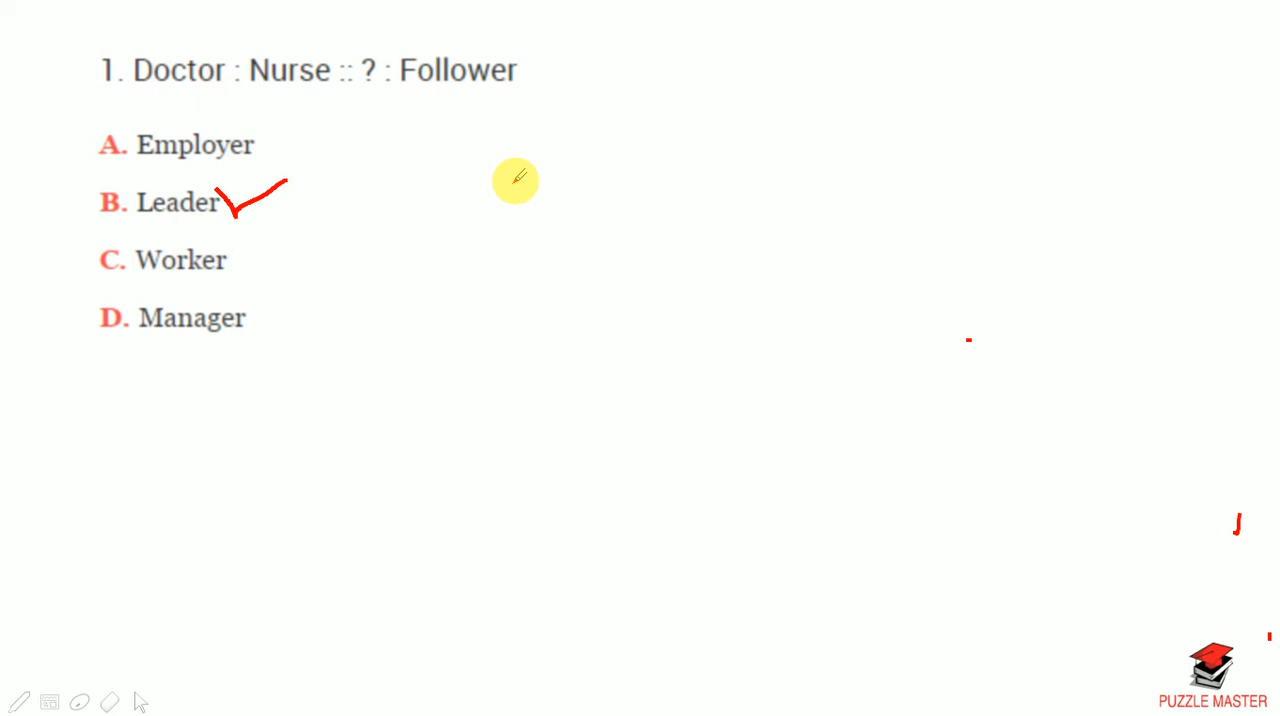 1. Doctor : Nurse :: ? : Follower
A. Employer
B. Leader
C. Worker
D. Manager
PUZZLE MASTER